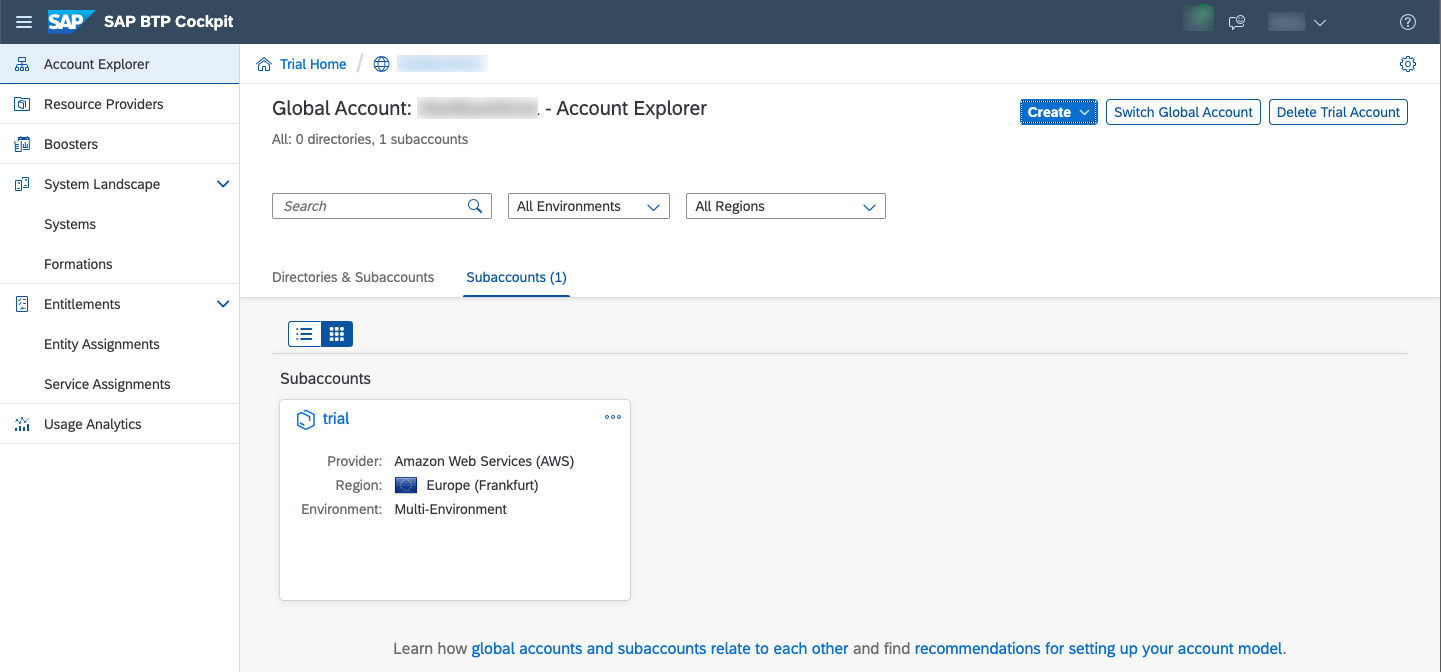 SAP SAP BTP Cockpit
Account Explorer
Resource Providers
Boosters
System Landscape
Systems
Formations
Entitlements
Entity Assignments
Service Assignments
Usage Analytics
Trial Home /
Global Account: - Account Explorer
All: 0 directories, 1 subaccounts
Create Switch Global Account Delete Trial Account
Search All Environments All Regions
Directories & Subaccounts Subaccounts (1)
Subaccounts
trial
Provider: Amazon Web Services (AWS)
Region: Europe (Frankfurt)
Environment: Multi-Environment
Learn how global accounts and subaccounts relate to each other and find recommendations for setting up your account model.